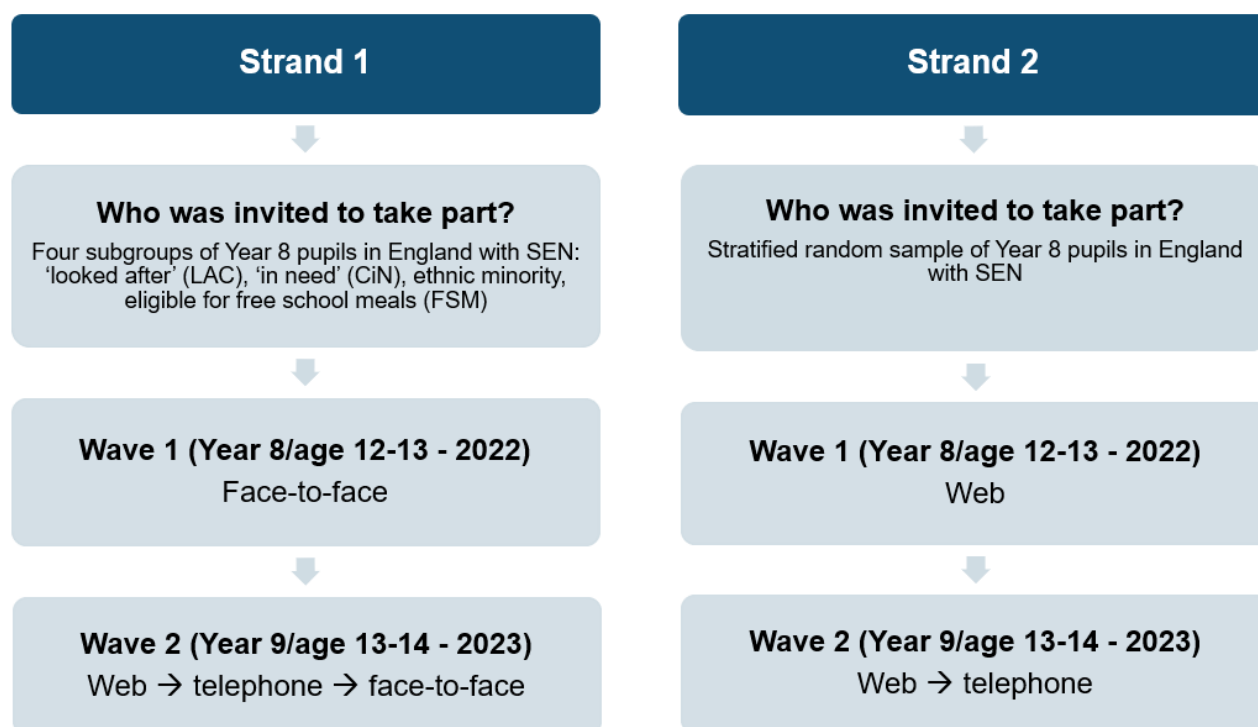 Strand 1
Who was invited to take part?
Four subgroups of Year 8 pupils in England with SEN:
‘looked after’ (LAC), ‘in need’ (CiN), ethnic minority,
eligible for free school meals (FSM)
Wave 1 (Year 8/age 12-13 - 2022)
Face-to-face
Wave 2 (Year 9/age 13-14 - 2023)
Web → telephone → face-to-face
Strand 2
Who was invited to take part?
Stratified random sample of Year 8 pupils in England
with SEN
Wave 1 (Year 8/age 12-13 - 2022)
Web
Wave 2 (Year 9/age 13-14 - 2023)
Web → telephone